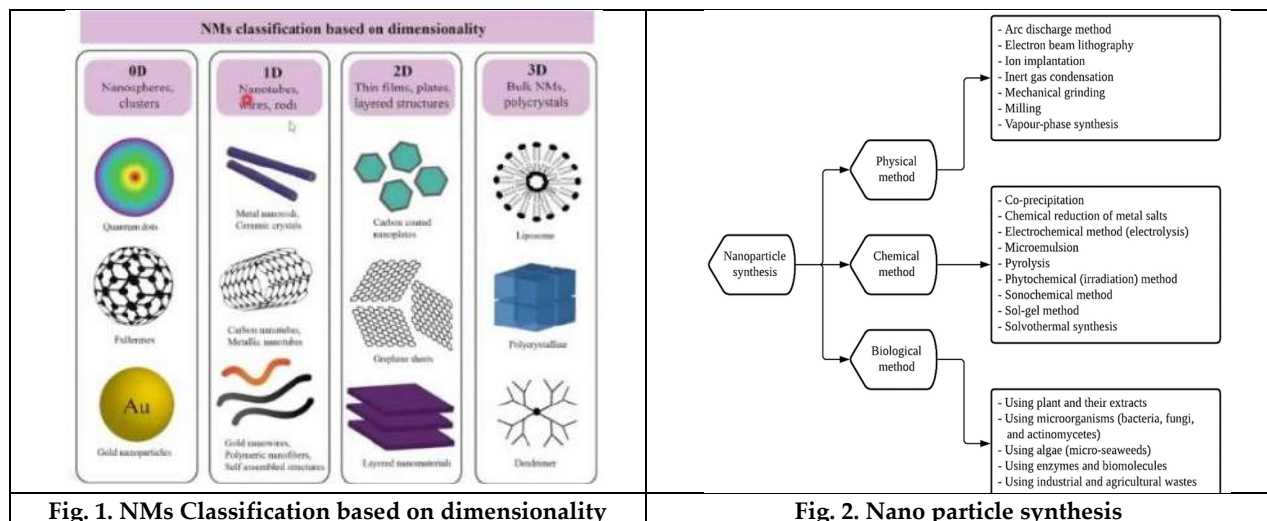 NMs classification based on dimensionality
0D
Nanospheres,
clusters
Quantum dots
Fullerenes
Au
Gold nanoparticles
1D
Nanotubes,
wires, rods
Metal nanorods,
Ceramic crystals
Carbon nanotubes,
Metallic nanotubes
Gold nanowires,
Polymeric nanofibers,
Self assembled structures
2D
Thin films, plates,
layered structures
Carbon coated
nanoplates
Graphene sheets
Layered nanomaterials
3D
Bulk NMs,
polycrystals
Liposome
Polycrystalline
Dendrimer
Fig. 1. NMs Classification based on dimensionality
Nanoparticle
synthesis
Physical
method
- Arc discharge method
- Electron beam lithography
- Ion implantation
- Inert gas condensation
- Mechanical grinding
- Milling
- Vapour-phase synthesis
Chemical
method
- Co-precipitation
- Chemical reduction of metal salts
- Electrochemical method (electrolysis)
- Microemulsion
- Pyrolysis
- Phytochemical (irradiation) method
- Sonochemical method
- Sol-gel method
- Solvothermal synthesis
Biological
method
- Using plant and their extracts
- Using microorganisms (bacteria, fungi,
and actinomycetes)
- Using algae (micro-seaweeds)
- Using enzymes and biomolecules
- Using industrial and agricultural wastes
Fig. 2. Nano particle synthesis